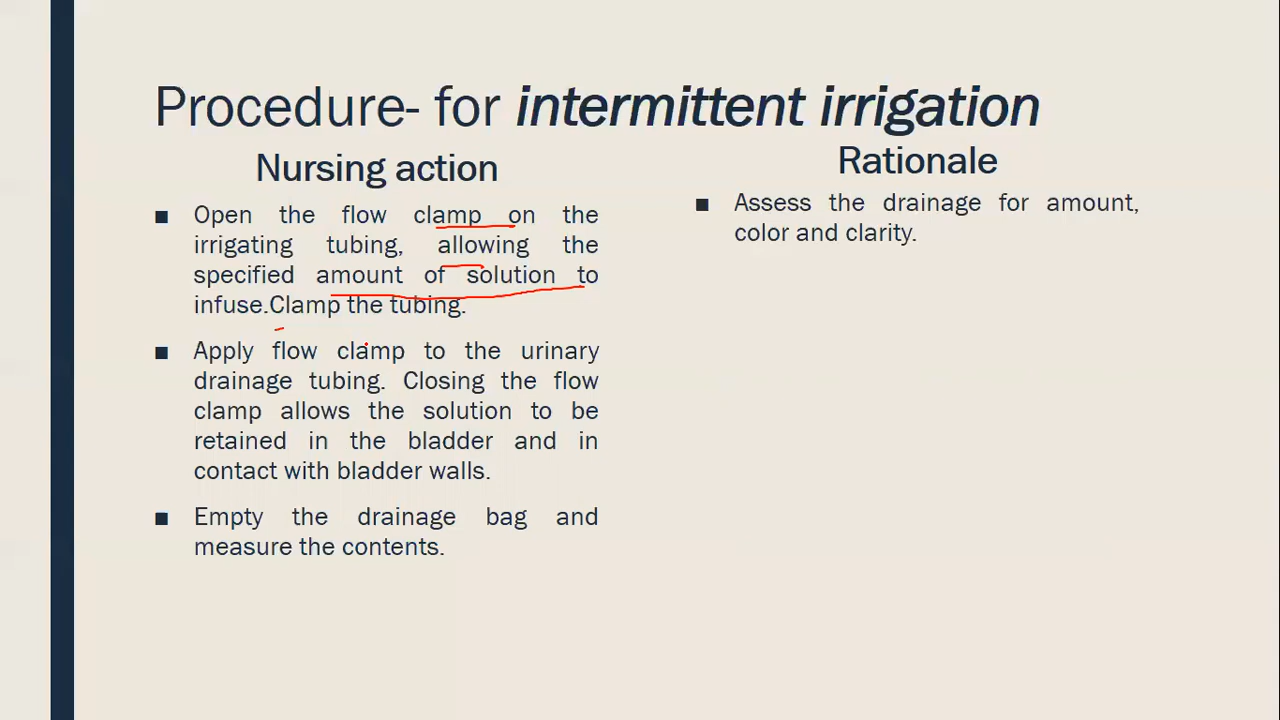 Procedure- for intermittent irrigation
Nursing action
■ Open the flow clamp on the
irrigating tubing, allowing the
specified amount of solution to
infuse.Clamp the tubing.
■ Apply flow clamp to the urinary
drainage tubing. Closing the flow
clamp allows the solution to be
retained in the bladder and in
contact with bladder walls.
■ Empty the drainage bag and
measure the contents.
Rationale
■ Assess the drainage for amount,
color and clarity.